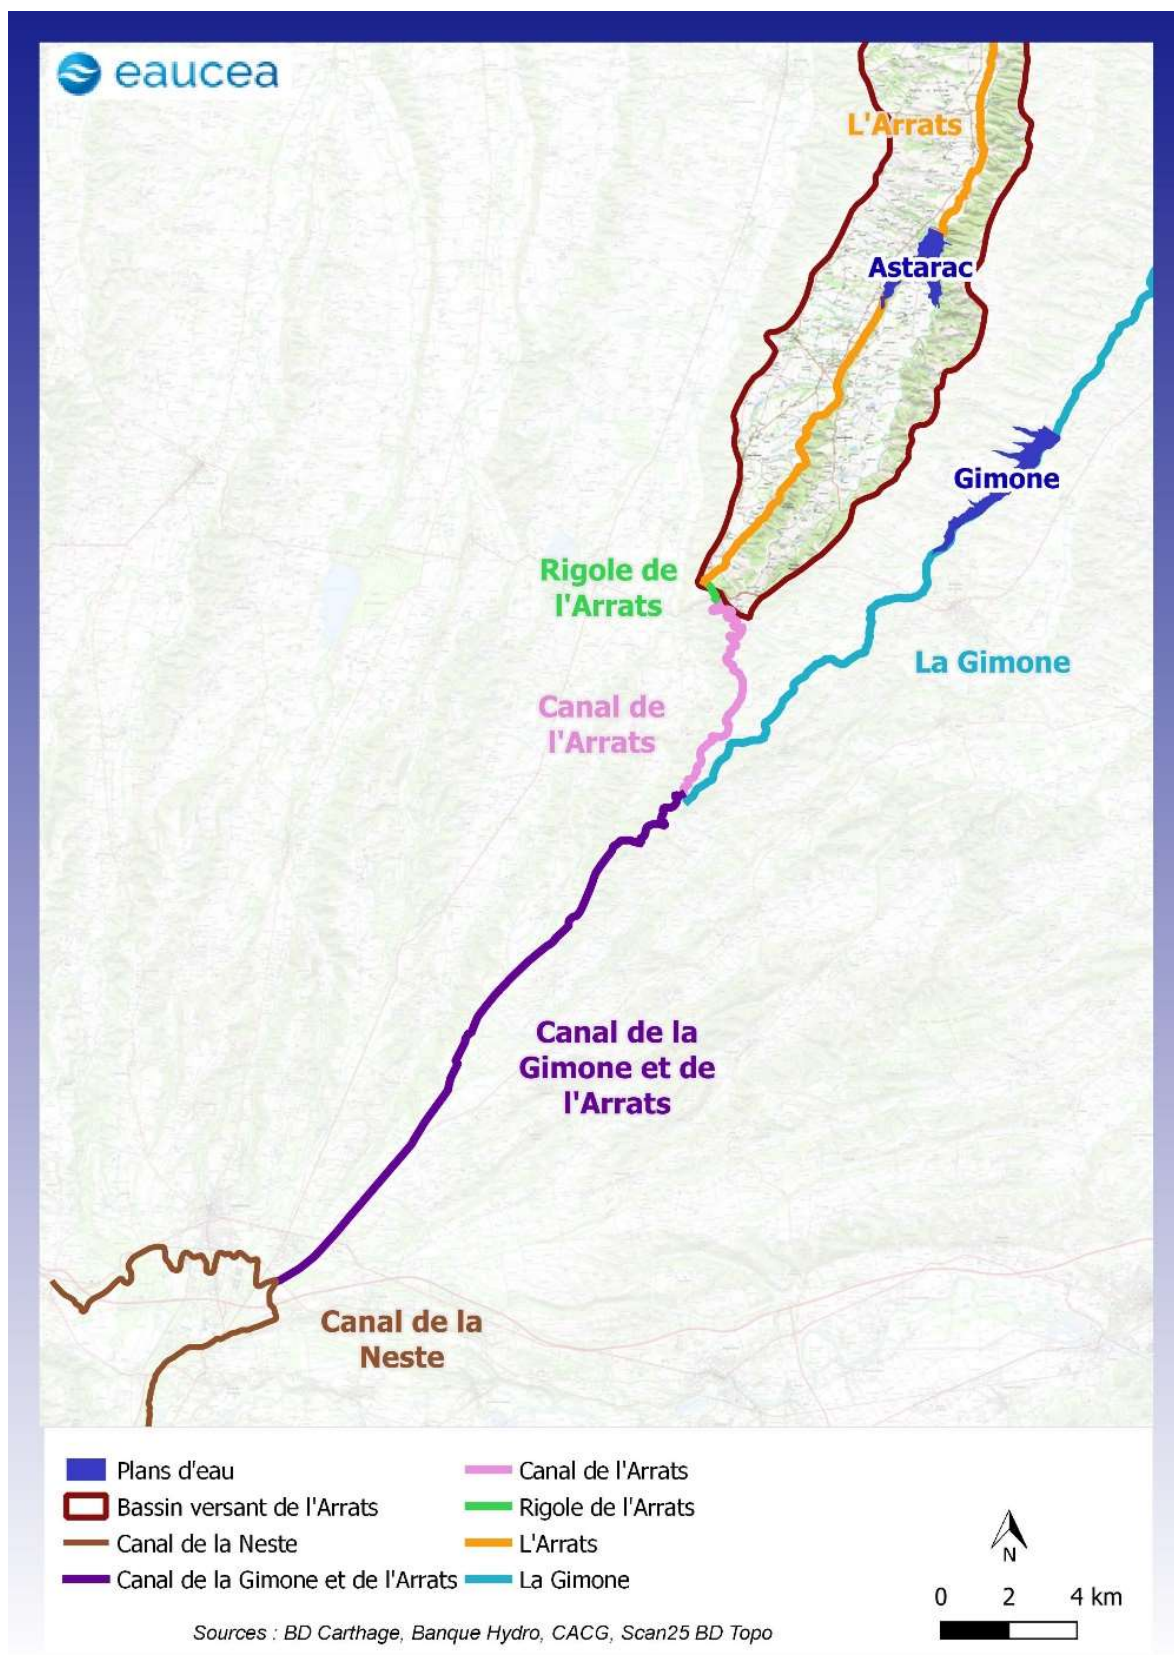 eaucea
L'Arrats
Astarac
Gimone
Rigole de
l'Arrats
La Gimone
Canal de
l'Arrats
Canal de la
Gimone et de
l'Arrats
Canal de la
Neste
Plans d'eau
Bassin versant de l'Arrats
Canal de la Neste
Canal de la Gimone et de l'Arrats
Canal de l'Arrats
Rigole de l'Arrats
L'Arrats
La Gimone
N
0 2 4 km
Sources : BD Carthage, Banque Hydro, CACG, Scan25 BD Topo